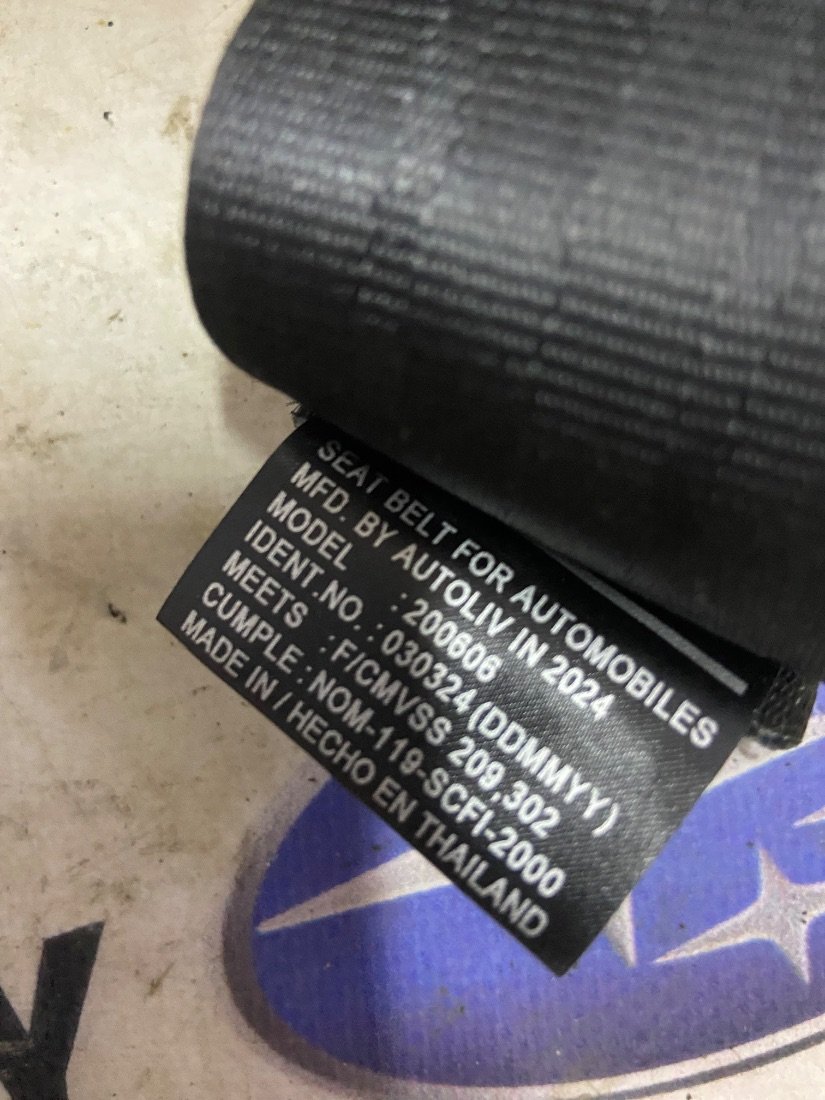 SEAT BELT FOR AUTOMOBILES
MFD. BY AUTOLIV IN 2024
MODEL : 200606
IDENT.NO. : 030324 (DDMMYY)
MEETS : F/CMVSS 209,302
CUMPLE : NOM-119-SCFI-2000
MADE IN / HECHO EN THAILAND